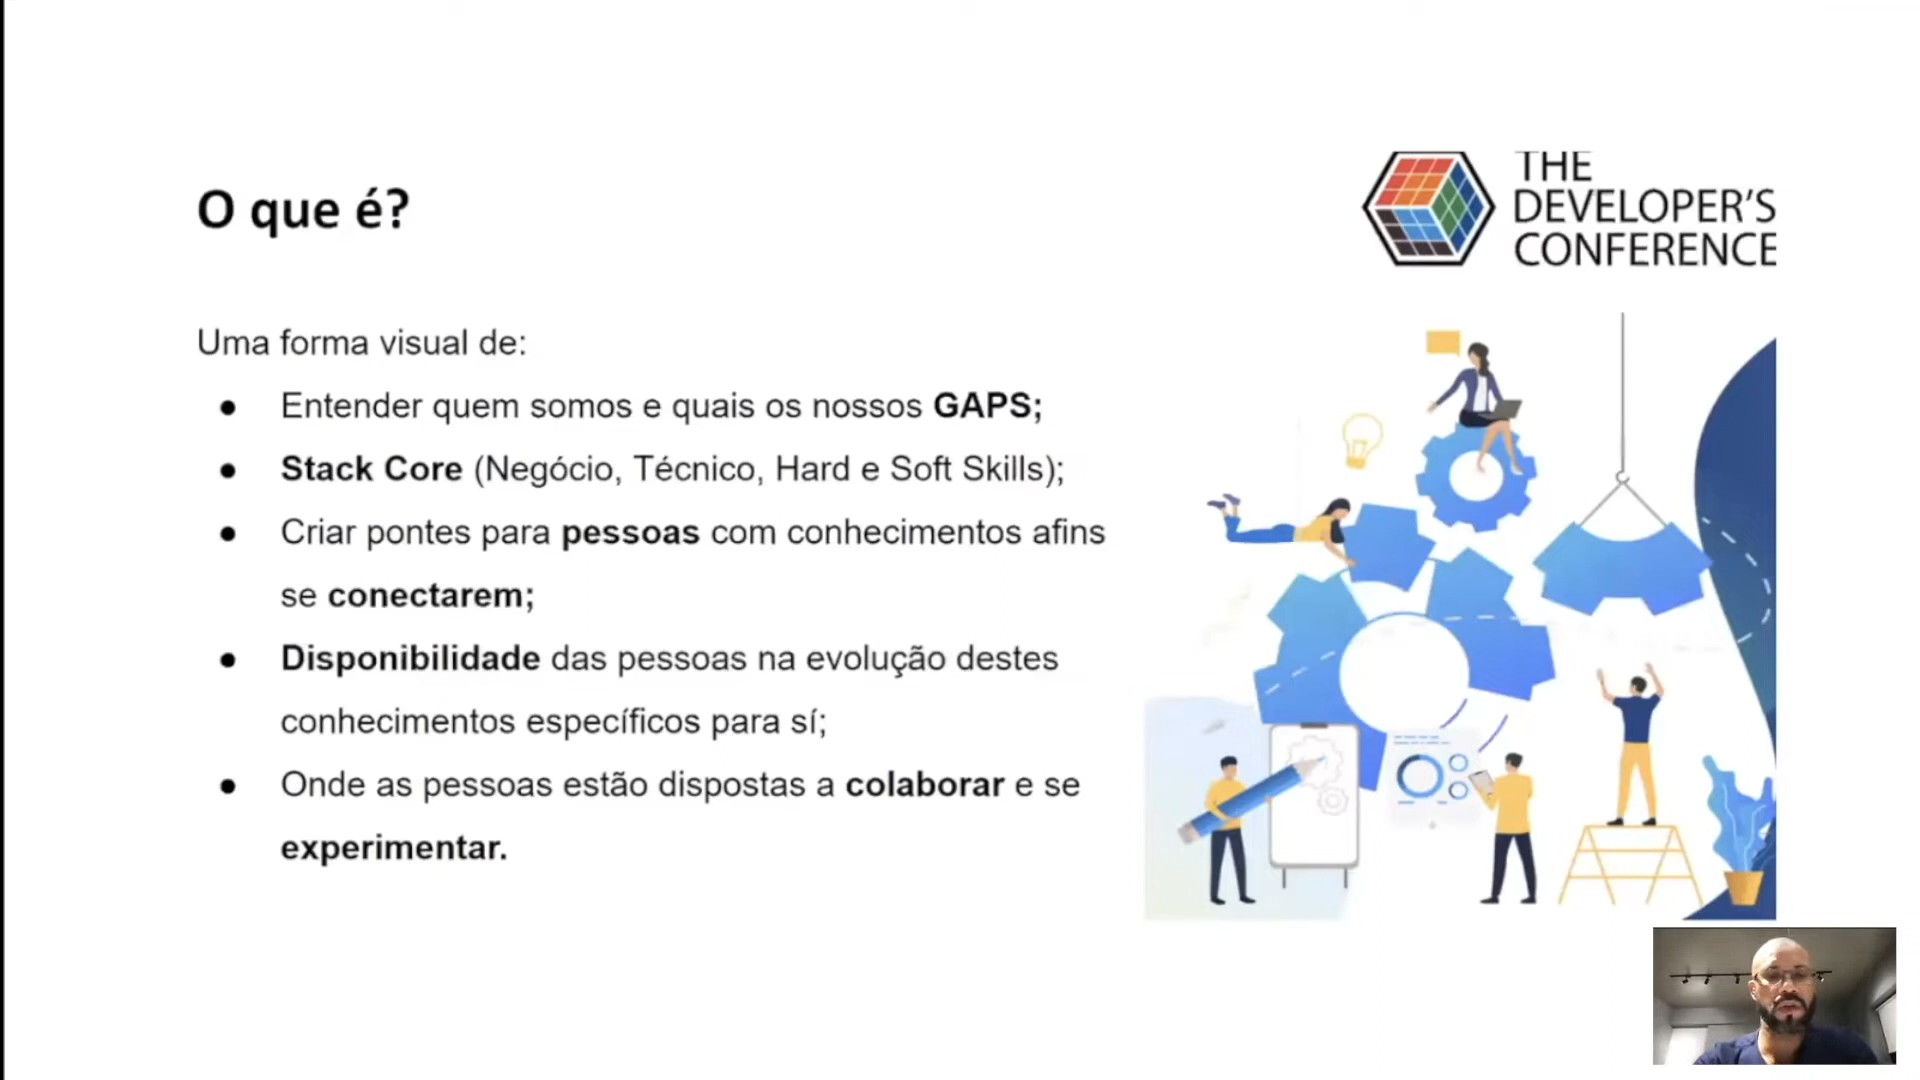 O que é?
THE
DEVELOPER'S
CONFERENCE
Uma forma visual de:
● Entender quem somos e quais os nossos GAPS;
● Stack Core (Negócio, Técnico, Hard e Soft Skills);
● Criar pontes para pessoas com conhecimentos afins
se conectarem;
● Disponibilidade das pessoas na evolução destes
conhecimentos específicos para sí;
● Onde as pessoas estão dispostas a colaborar e se
experimentar.